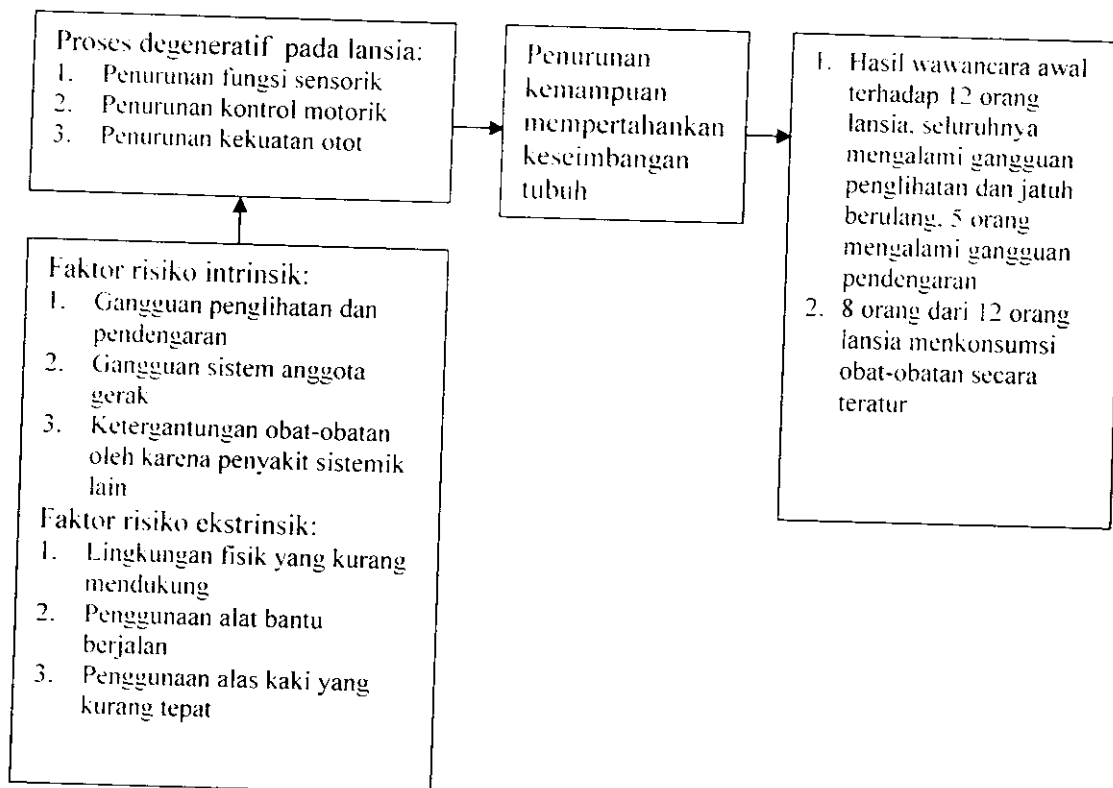 Proses degeneratif pada lansia:
1. Penurunan fungsi sensorik
2. Penurunan kontrol motorik
3. Penurunan kekuatan otot
Penurunan
kemampuan
mempertahankan
keseimbangan
tubuh
1. Hasil wawancara awal
terhadap 12 orang
lansia, seluruhnya
mengalami gangguan
penglihatan dan jatuh
berulang, 5 orang
mengalami gangguan
pendengaran
2. 8 orang dari 12 orang
lansia menkonsumsi
obat-obatan secara
teratur
Faktor risiko intrinsik:
1. Gangguan penglihatan dan
pendengaran
2. Gangguan sistem anggota
gerak
3. Ketergantungan obat-obatan
oleh karena penyakit sistemik
lain
Faktor risiko ekstrinsik:
1. Lingkungan fisik yang kurang
mendukung
2. Penggunaan alat bantu
berjalan
3. Penggunaan alas kaki yang
kurang tepat